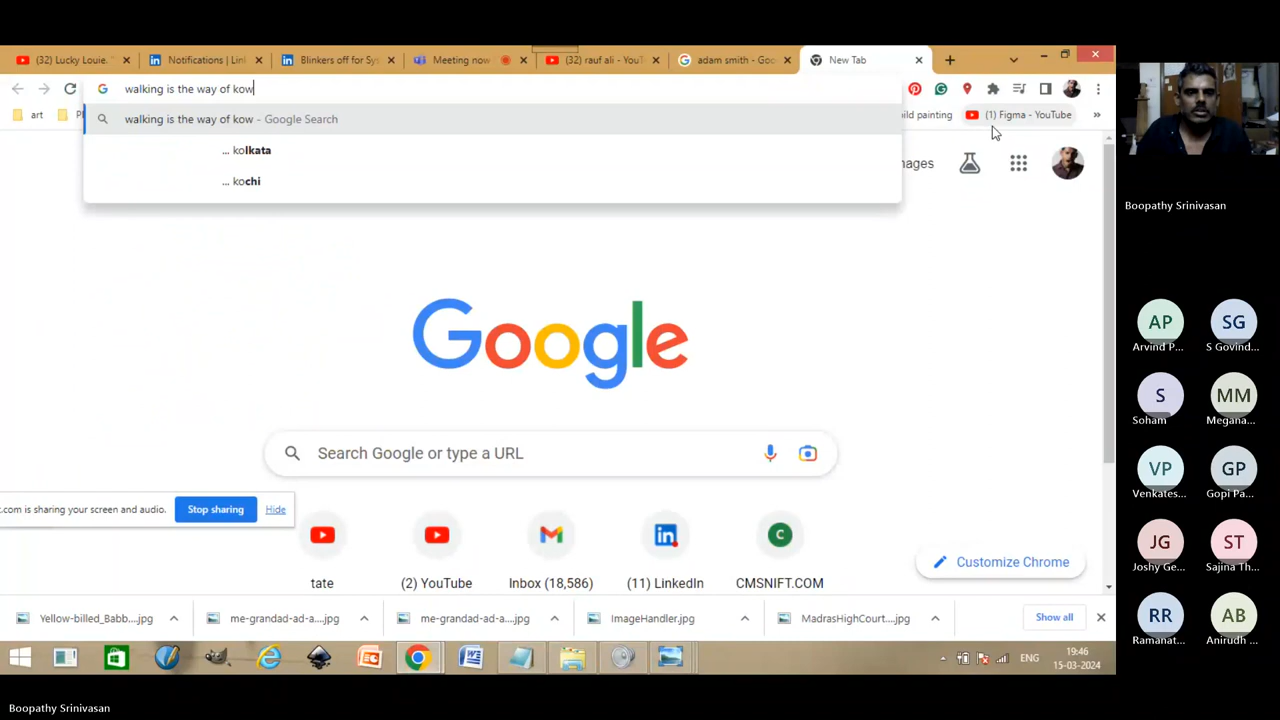 (32) Lucky Louie.
Notifications | Link
Blinkers off for Sys
Meeting now
(32) rauf ali - YouT
adam smith - Goo
New Tab
walking is the way of kow
art
ild painting
(1) Figma - YouTube
»
walking is the way of kow - Google Search
... kolkata
... kochi
nages
Boopathy Srinivasan
Google
Search Google or type a URL
AP
Arvind P...
SG
S Govind...
S
Soham
MM
Megana...
VP
Venkates...
GP
Gopi Pa...
JG
Joshy Ge...
ST
Sajina Th...
RR
Ramanat...
AB
Anirudh ...
t.com is sharing your screen and audio.
Stop sharing
Hide
tate
(2) YouTube
Inbox (18,586)
(11) LinkedIn
C
CMSNIFT.COM
Customize Chrome
Yellow-billed_Babb....jpg
me-grandad-ad-a....jpg
me-grandad-ad-a....jpg
ImageHandler.jpg
MadrasHighCourt....jpg
Show all
ENG
19:46
15-03-2024
Boopathy Srinivasan